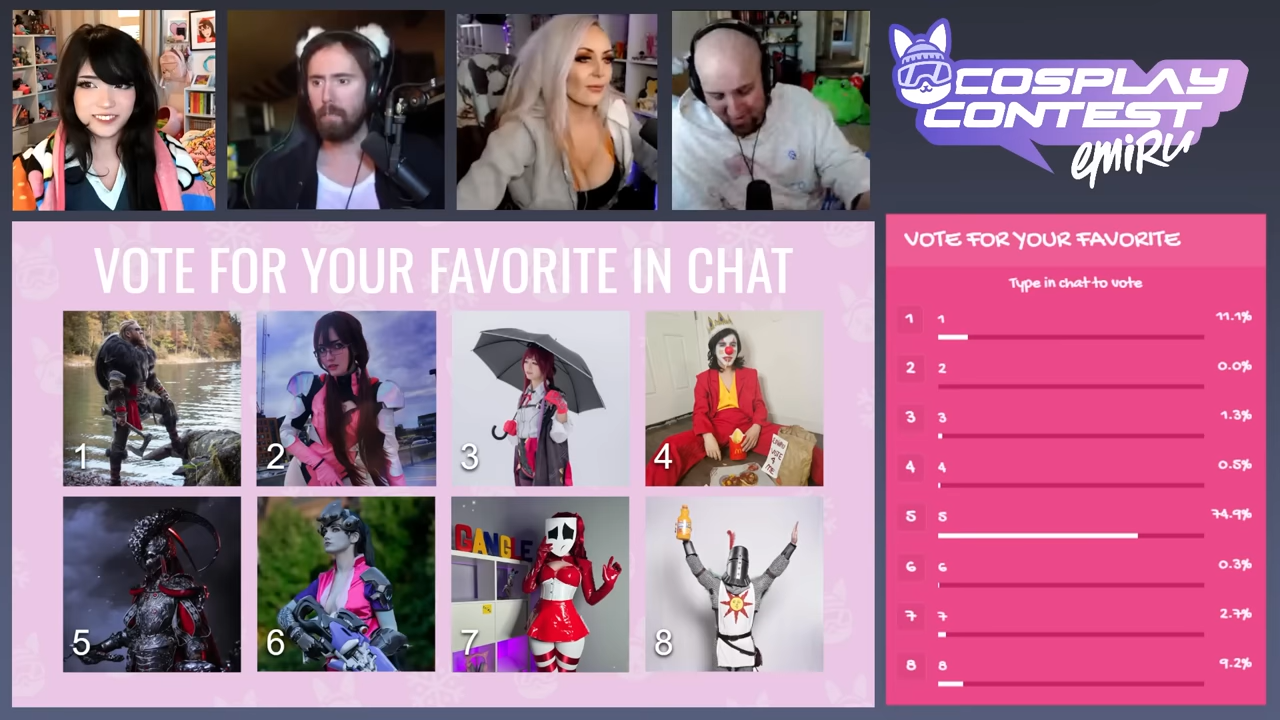 COSPLAY
CONTEST
emiru
VOTE FOR YOUR FAVORITE IN CHAT
1
2
3
4
5
6
GANGLE
7
8
VOTE FOR YOUR FAVORITE
Type in chat to vote
1 1 11.1%
2 2 0.0%
3 3 1.3%
4 4 0.5%
5 5 74.9%
6 6 0.3%
7 7 2.7%
8 8 9.2%